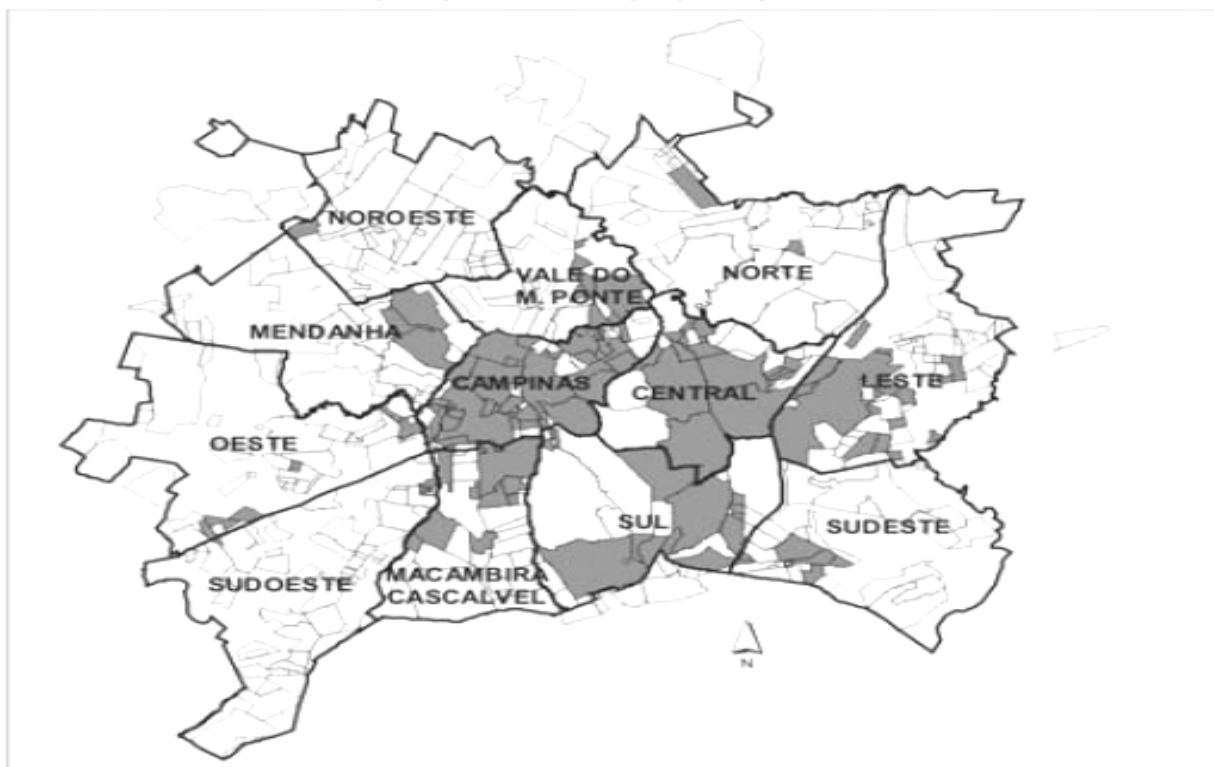 NOROESTE
VALE DO
M. PONTE
NORTE
MENDANHA
CAMPINAS
CENTRAL
LESTE
OESTE
SUL
SUDESTE
SUDOESTE
MACAMBIRA
CASCALVEL
N